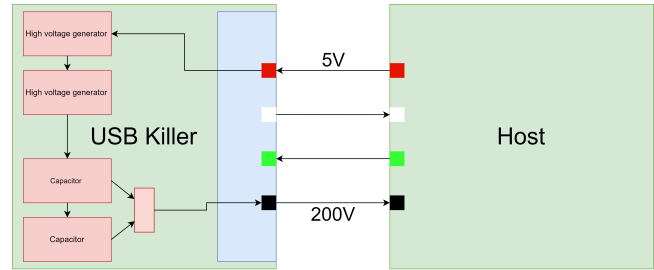 High voltage generator
High voltage generator
USB Killer
Capacitor
Capacitor
5V
200V
Host